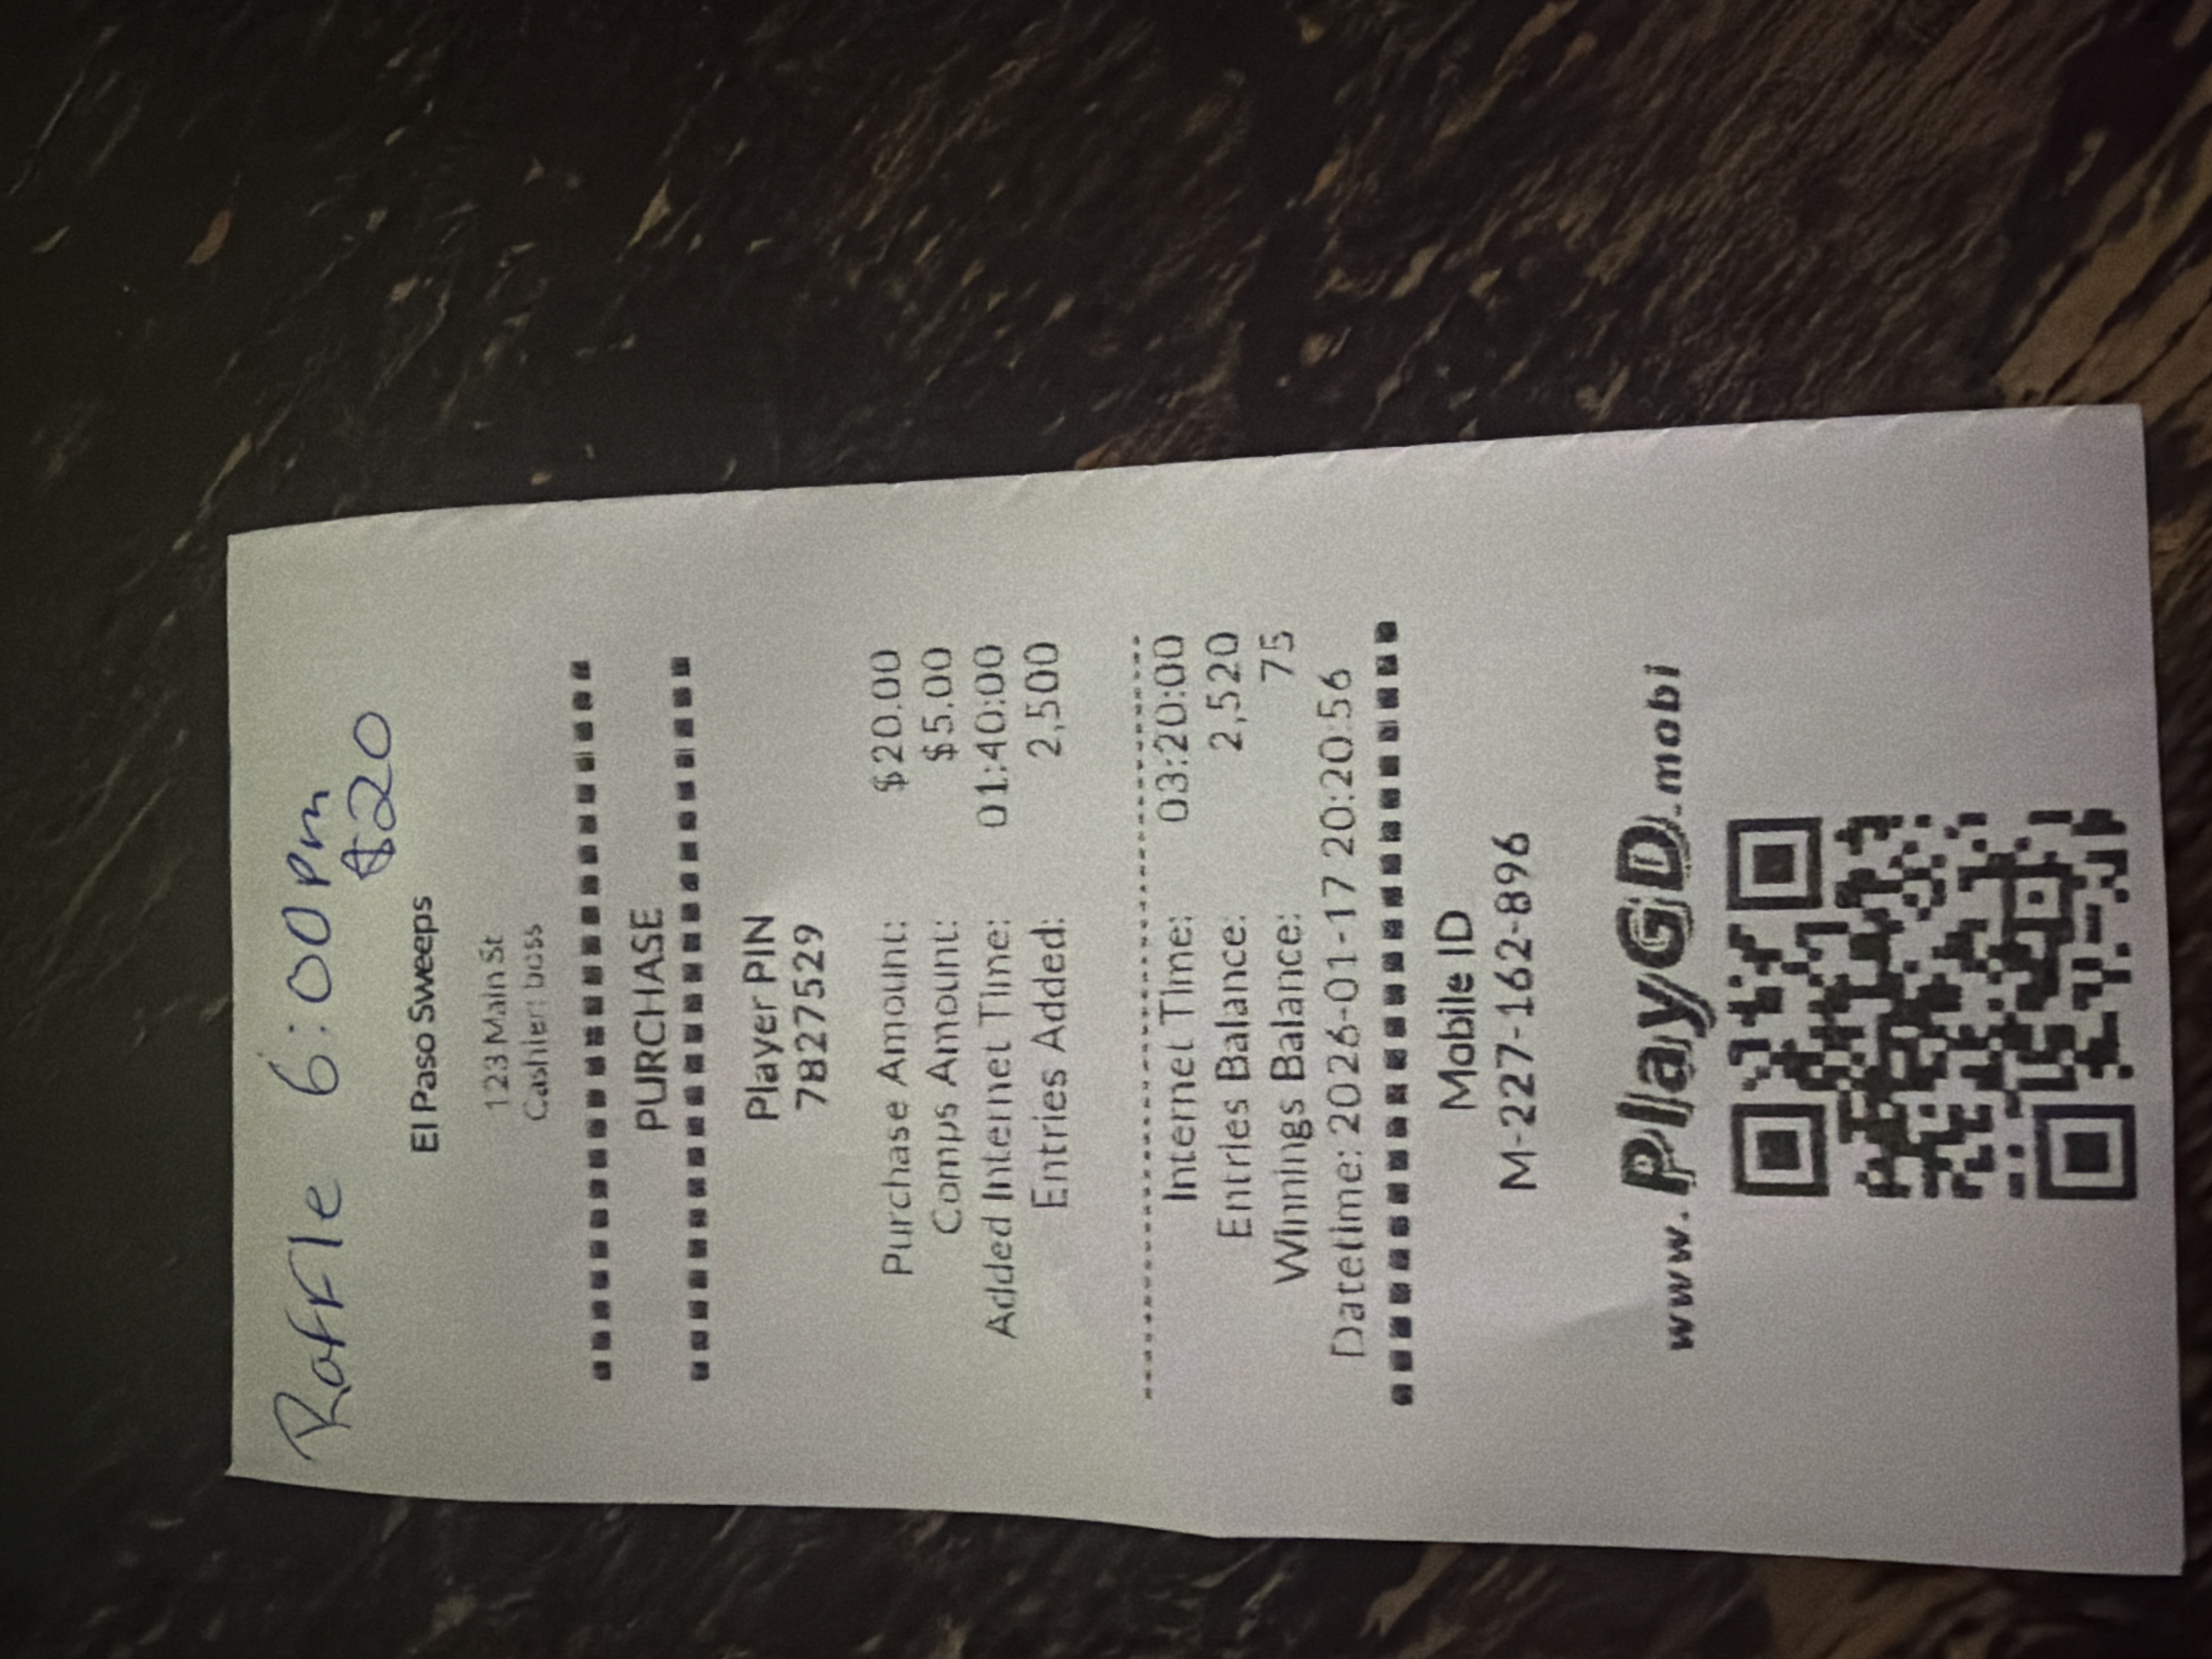 Raffle 6:00 Pm
$20
El Paso Sweeps
123 Main St
Cashier: boss
PURCHASE
Player PIN
78275529
Purchase Amount: $20.00
Comps Amount: $5.00
Added Internet Time: 01:40:00
Entries Added: 2,500
Internet Time: 03:20:00
Entries Balance: 2,520
Winnings Balance: 75
Datetime: 2026-01-17 20:20:56
Mobile ID
M-227-162-896
www.PlayGD.mobi